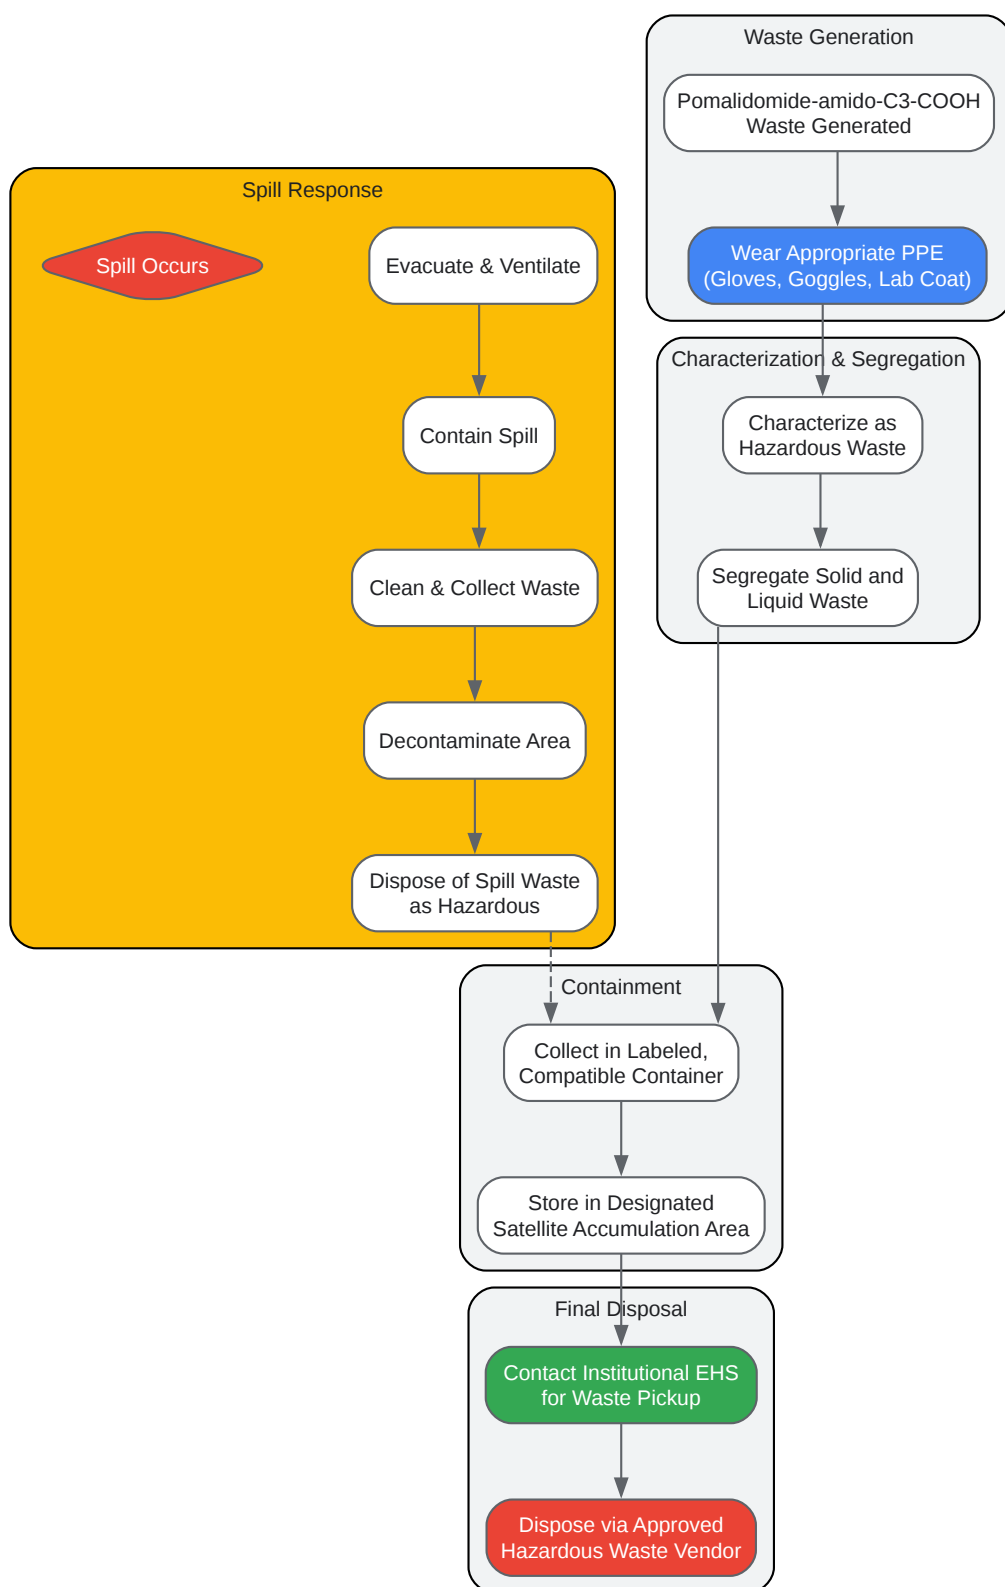 Waste Generation
Pomalidomide-amido-C3-COOH
Waste Generated
Wear Appropriate PPE
(Gloves, Goggles, Lab Coat)
Spill Response
Spill Occurs
Evacuate & Ventilate
Contain Spill
Clean & Collect Waste
Decontaminate Area
Dispose of Spill Waste
as Hazardous
Characterization & Segregation
Characterize as
Hazardous Waste
Segregate Solid and
Liquid Waste
Containment
Collect in Labeled,
Compatible Container
Store in Designated
Satellite Accumulation Area
Final Disposal
Contact Institutional EHS
for Waste Pickup
Dispose via Approved
Hazardous Waste Vendor